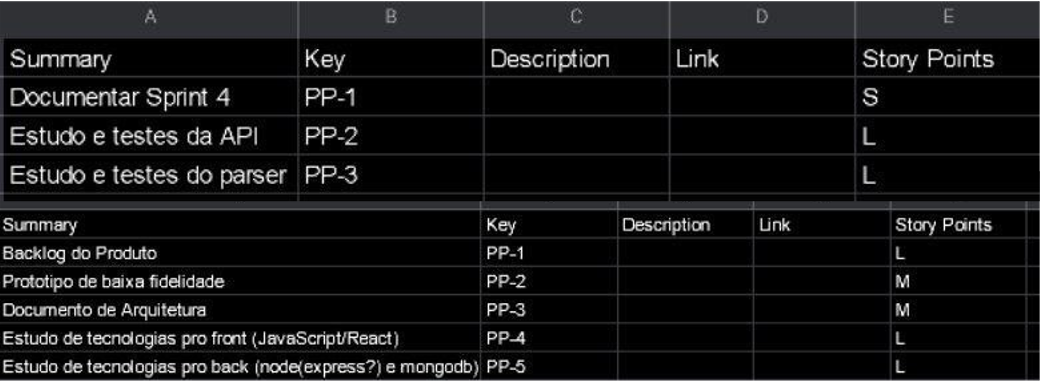 A B C D E
Summary Key Description Link Story Points
Documentar Sprint 4 PP-1 S
Estudo e testes da API PP-2 L
Estudo e testes do parser PP-3 L
Summary Key Description Link Story Points
Backlog do Produto PP-1 L
Prototipo de baixa fidelidade PP-2 M
Documento de Arquitetura PP-3 M
Estudo de tecnologias pro front (JavaScript/React) PP-4 L
Estudo de tecnologias pro back (node(express?) e mongodb) PP-5 L